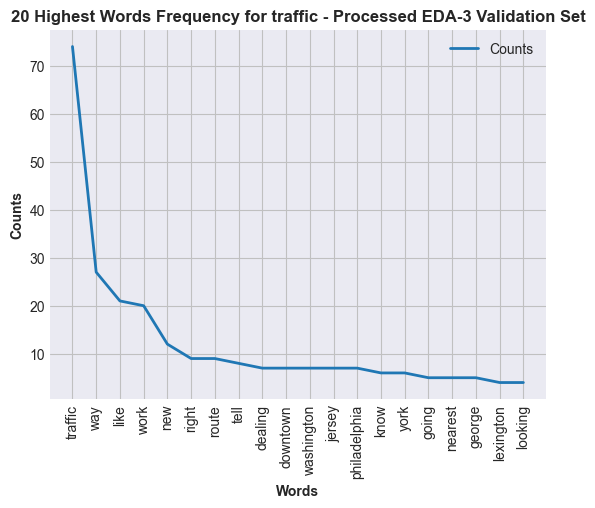 20 Highest Words Frequency for traffic - Processed EDA-3 Validation Set
Counts
70
60
50
40
30
20
10
Counts
traffic
way
like
work
new
right
route
tell
dealing
downtown
washington
jersey
philadelphia
know
york
going
nearest
george
lexington
looking
Words